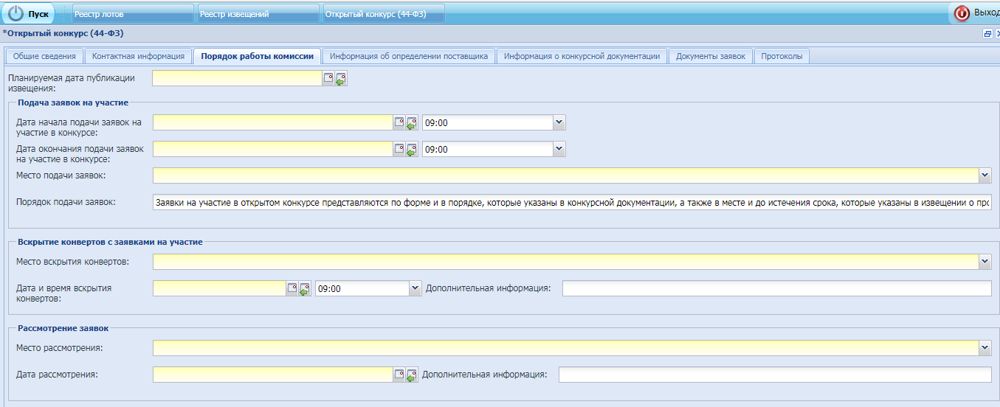 Пуск
Реестр лотов
Реестр извещений
Открытый конкурс (44-ФЗ)
Выход
*Открытый конкурс (44-ФЗ)
Общие сведения
Контактная информация
Порядок работы комиссии
Информация об определении поставщика
Информация о конкурсной документации
Документы заявок
Протоколы
Планируемая дата публикации
извещения:
Подача заявок на участие
Дата начала подачи заявок на
участие в конкурсе:
09:00
Дата окончания подачи заявок
на участие в конкурсе:
09:00
Место подачи заявок:
Порядок подачи заявок:
Заявки на участие в открытом конкурсе представляются по форме и в порядке, которые указаны в конкурсной документации, а также в месте и до истечения срока, которые указаны в извещении о про
Вскрытие конвертов с заявками на участие
Место вскрытия конвертов:
Дата и время вскрытия
конвертов:
09:00
Дополнительная информация:
Рассмотрение заявок
Место рассмотрения:
Дата рассмотрения:
Дополнительная информация: